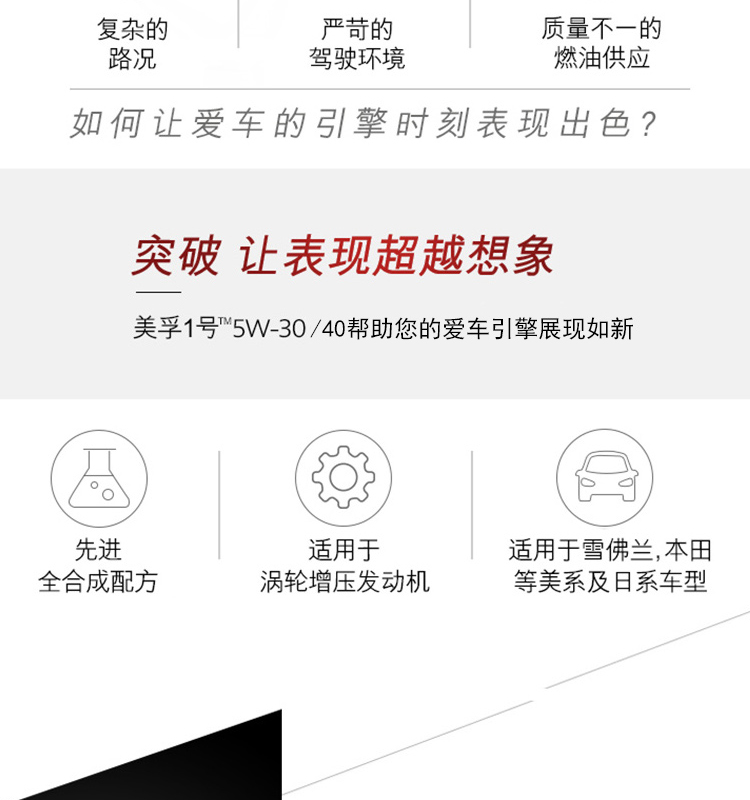 复杂的 严苛的 质量不一的
路况 驾驶环境 燃油供应
如何让爱车的引擎时刻表现出色?
突破 让表现超越想象
美孚1号™5W-30/40帮助您的爱车引擎展现如新
先进 适用于 适用于雪佛兰,本田
全合成配方 涡轮增压发动机 等美系及日系车型